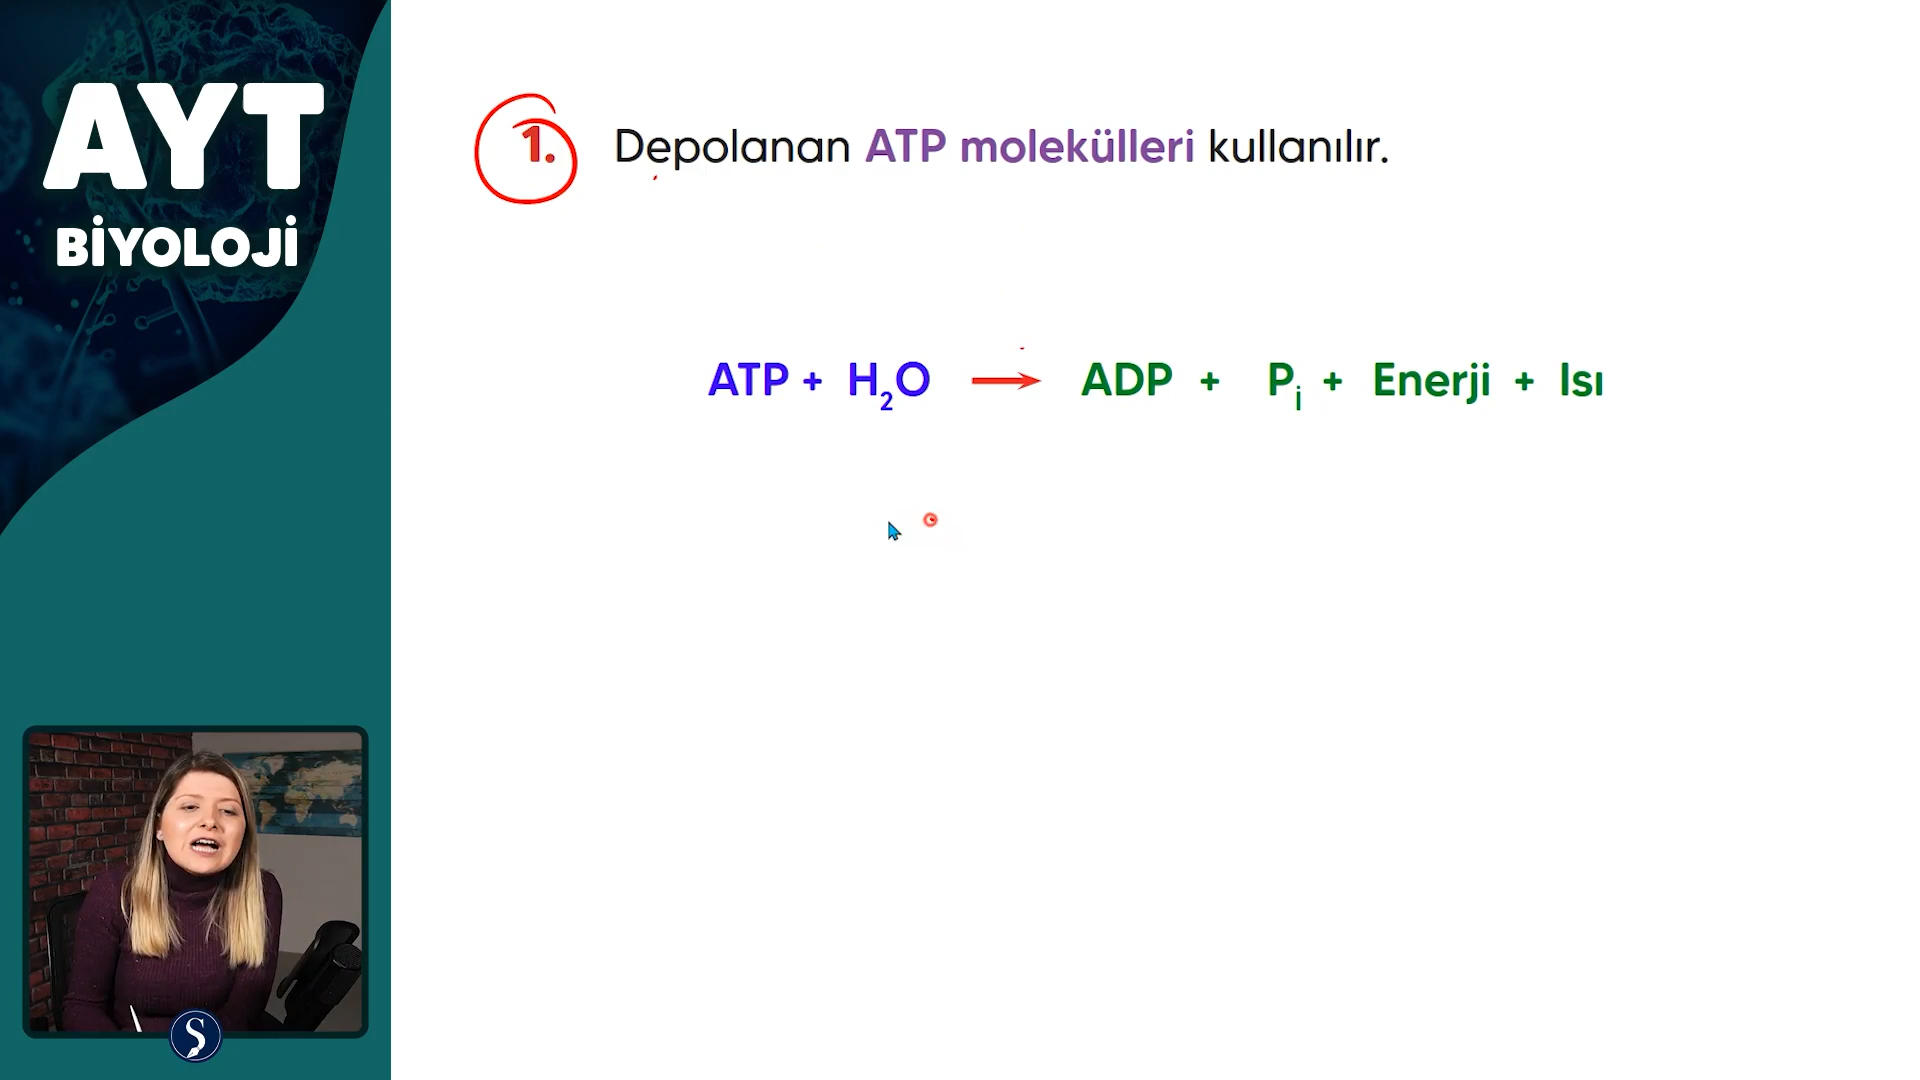 AYT
BİYOLOJİ
1. Depolanan ATP molekülleri kullanılır.
ATP + H₂O → ADP + Pᵢ + Enerji + Isı
S